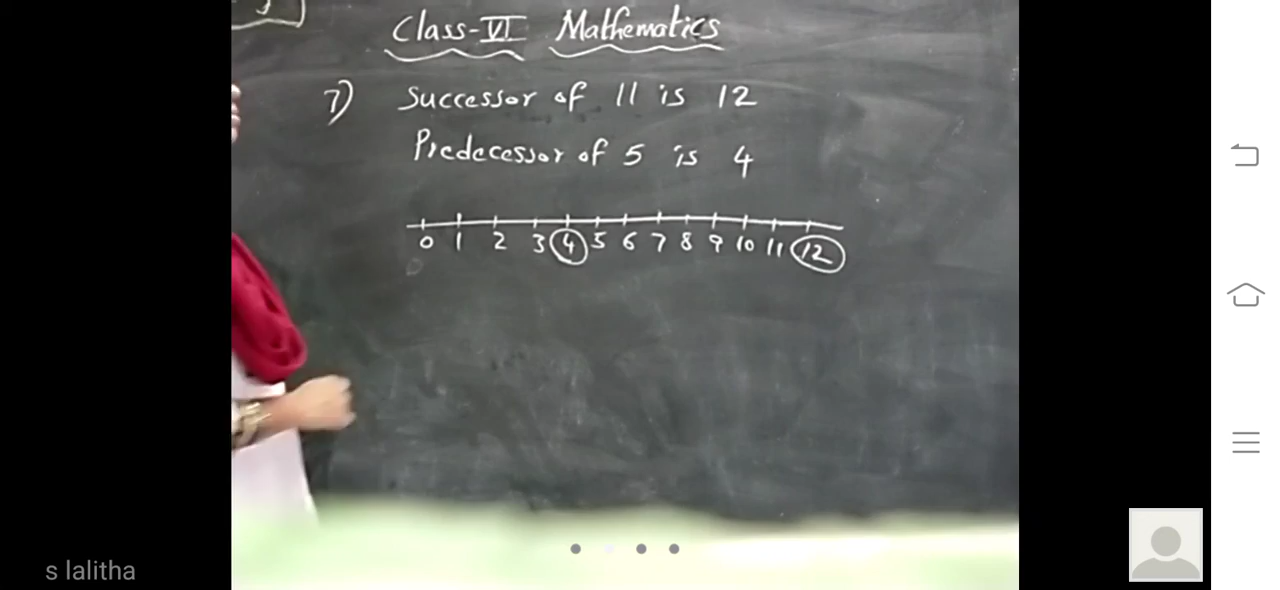 Class-VI Mathematics
7) Successor of 11 is 12
Predecessor of 5 is 4
0 1 2 3 4 5 6 7 8 9 10 11 12
s lalitha